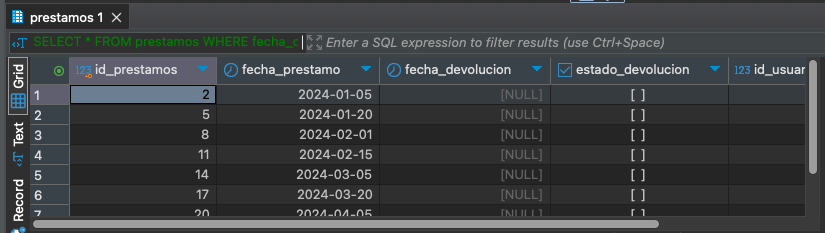 prestamos 1
SELECT * FROM prestamos WHERE fecha_ Enter a SQL expression to filter results (use Ctrl+Space)
Grid
Text
Record
123 id_prestamos fecha_prestamo fecha_devolucion estado_devolucion 123 id_usuar
1 2 2024-01-05 [NULL] [ ]
2 5 2024-01-20 [NULL] [ ]
3 8 2024-02-01 [NULL] [ ]
4 11 2024-02-15 [NULL] [ ]
5 14 2024-03-05 [NULL] [ ]
6 17 2024-03-20 [NULL] [ ]
7 20 2024-04-05 [NULL] [ ]